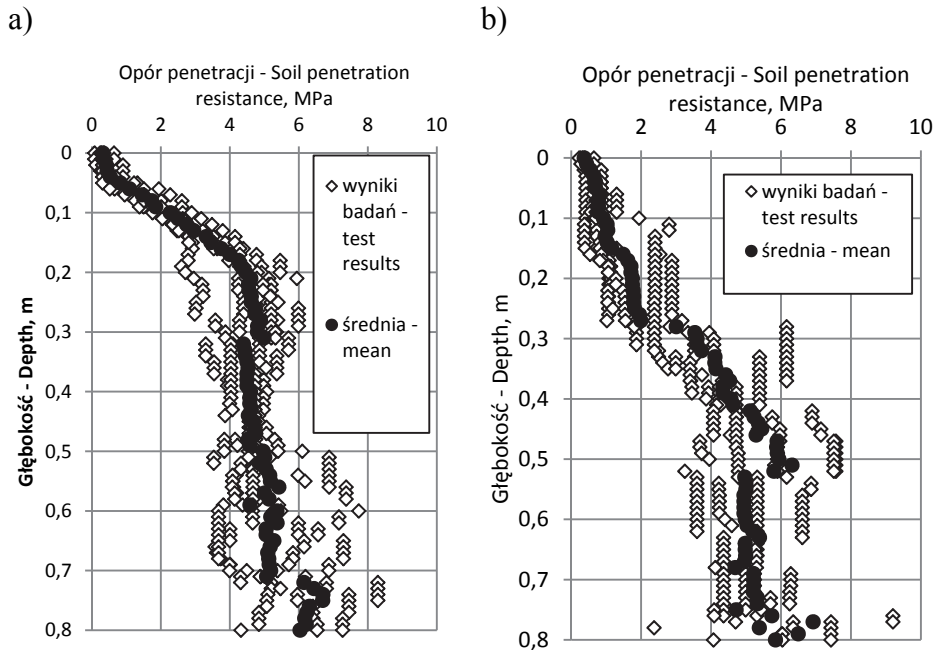 a)
Opór penetracji - Soil penetration
resistance, MPa
0 2 4 6 8 10
0
0,1
0,2
0,3
0,4
0,5
0,6
0,7
0,8
Głębokość - Depth, m
wyniki
badań -
test
results
średnia -
mean
b)
Opór penetracji - Soil penetration
resistance, MPa
0 2 4 6 8 10
0
0,1
0,2
0,3
0,4
0,5
0,6
0,7
0,8
Głębokość - Depth, m
wyniki badań -
test results
średnia - mean